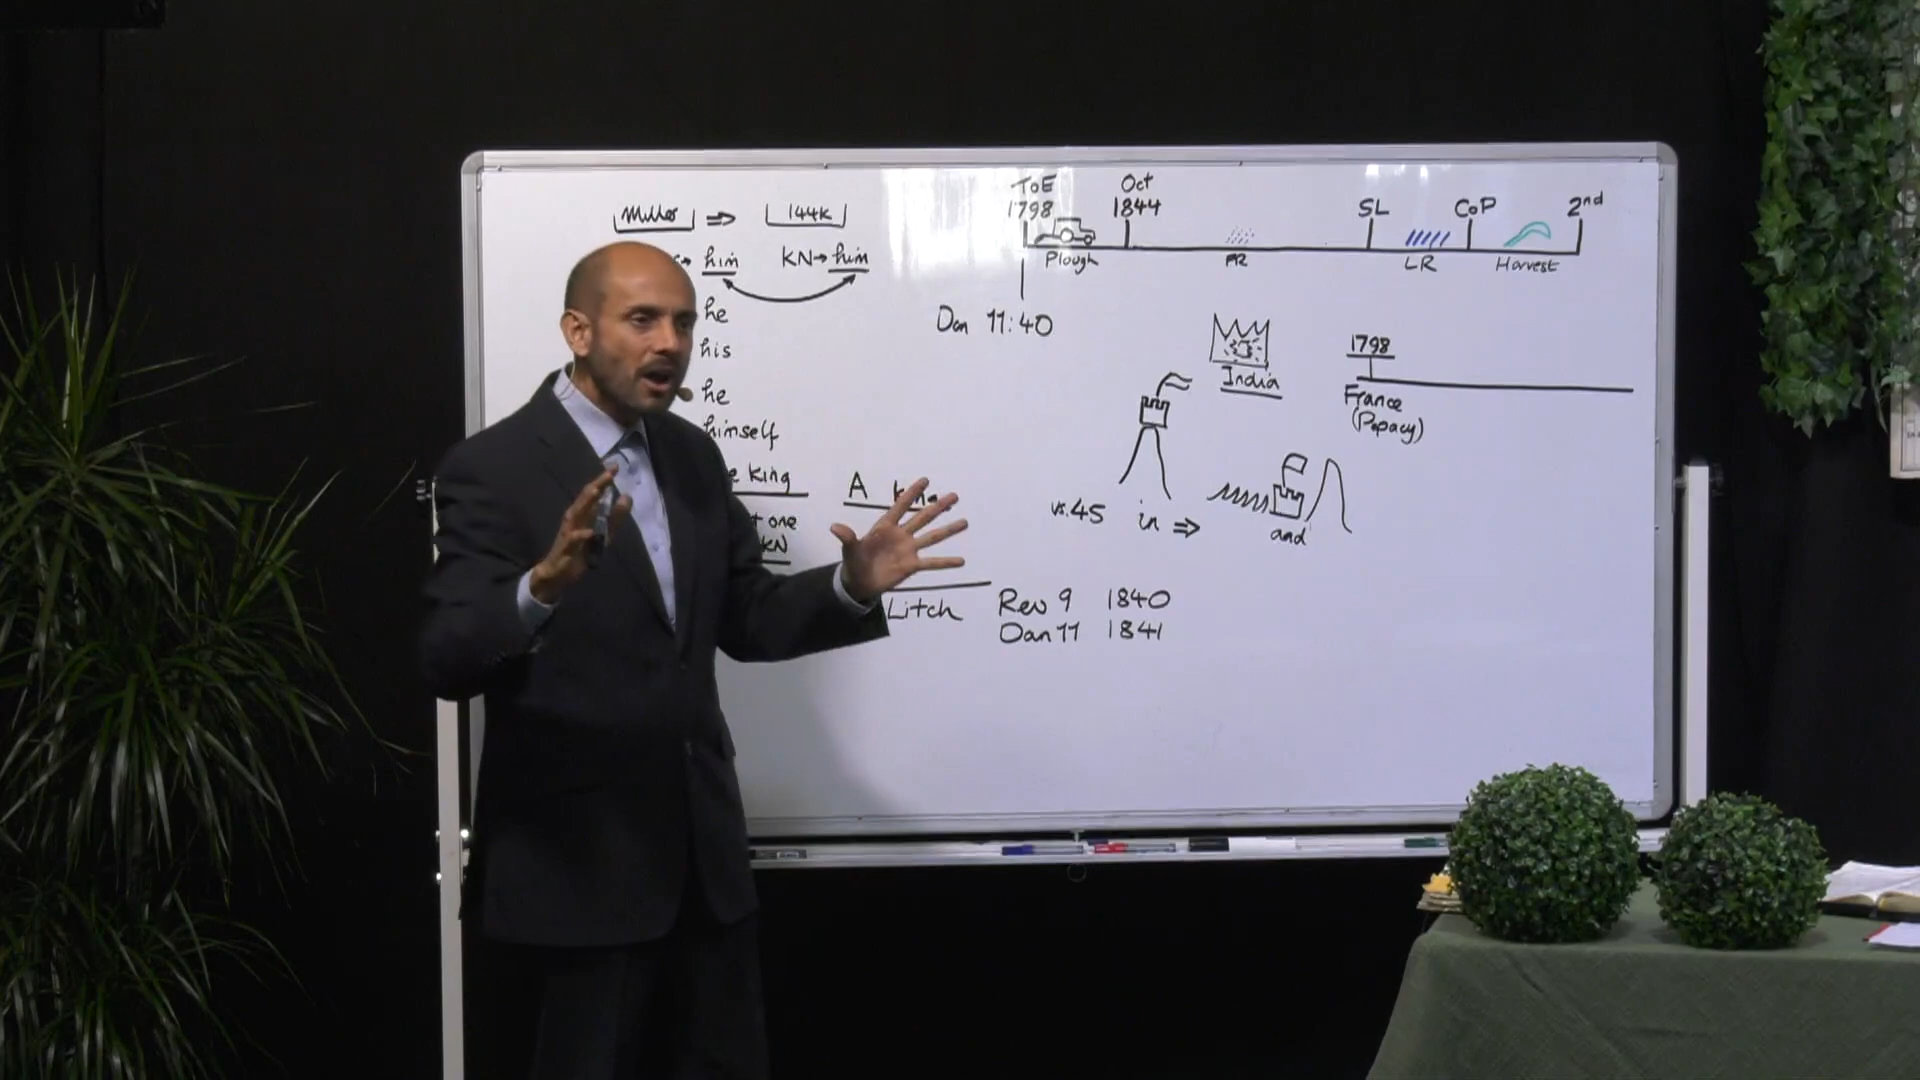 Miller ⇒ 144k
→ him KN→him
he
his
he
himself
king
one
KN
A
Litch
Rev 9 1840
Dan 11 1841
ToE Oct
1798 1844 SL CoP 2nd
Plough LR Harvest
Dan 11:40
India
1798
France
(Papacy)
vs.45 in ⇒ and